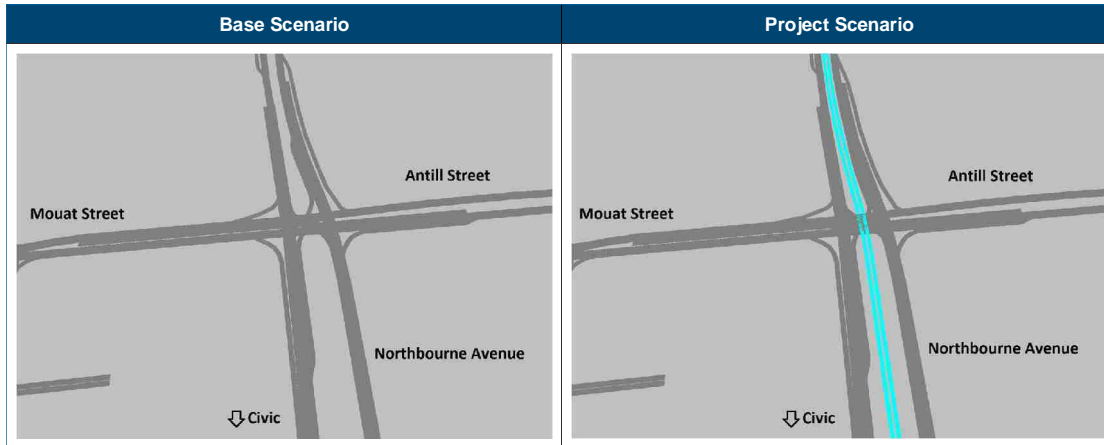 Base Scenario
Project Scenario
Antill Street
Mouat Street
Northbourne Avenue
Civic
Antill Street
Mouat Street
Northbourne Avenue
Civic